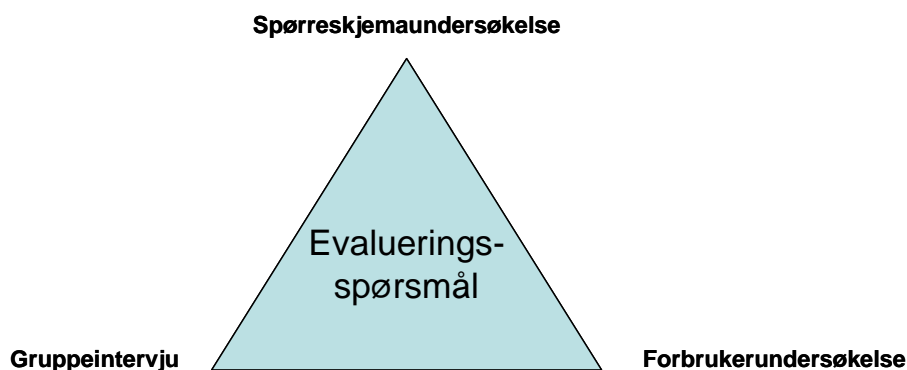 Spørreskjemaundersøkelse
Evaluerings-
spørsmål
Gruppeintervju
Forbrukerundersøkelse